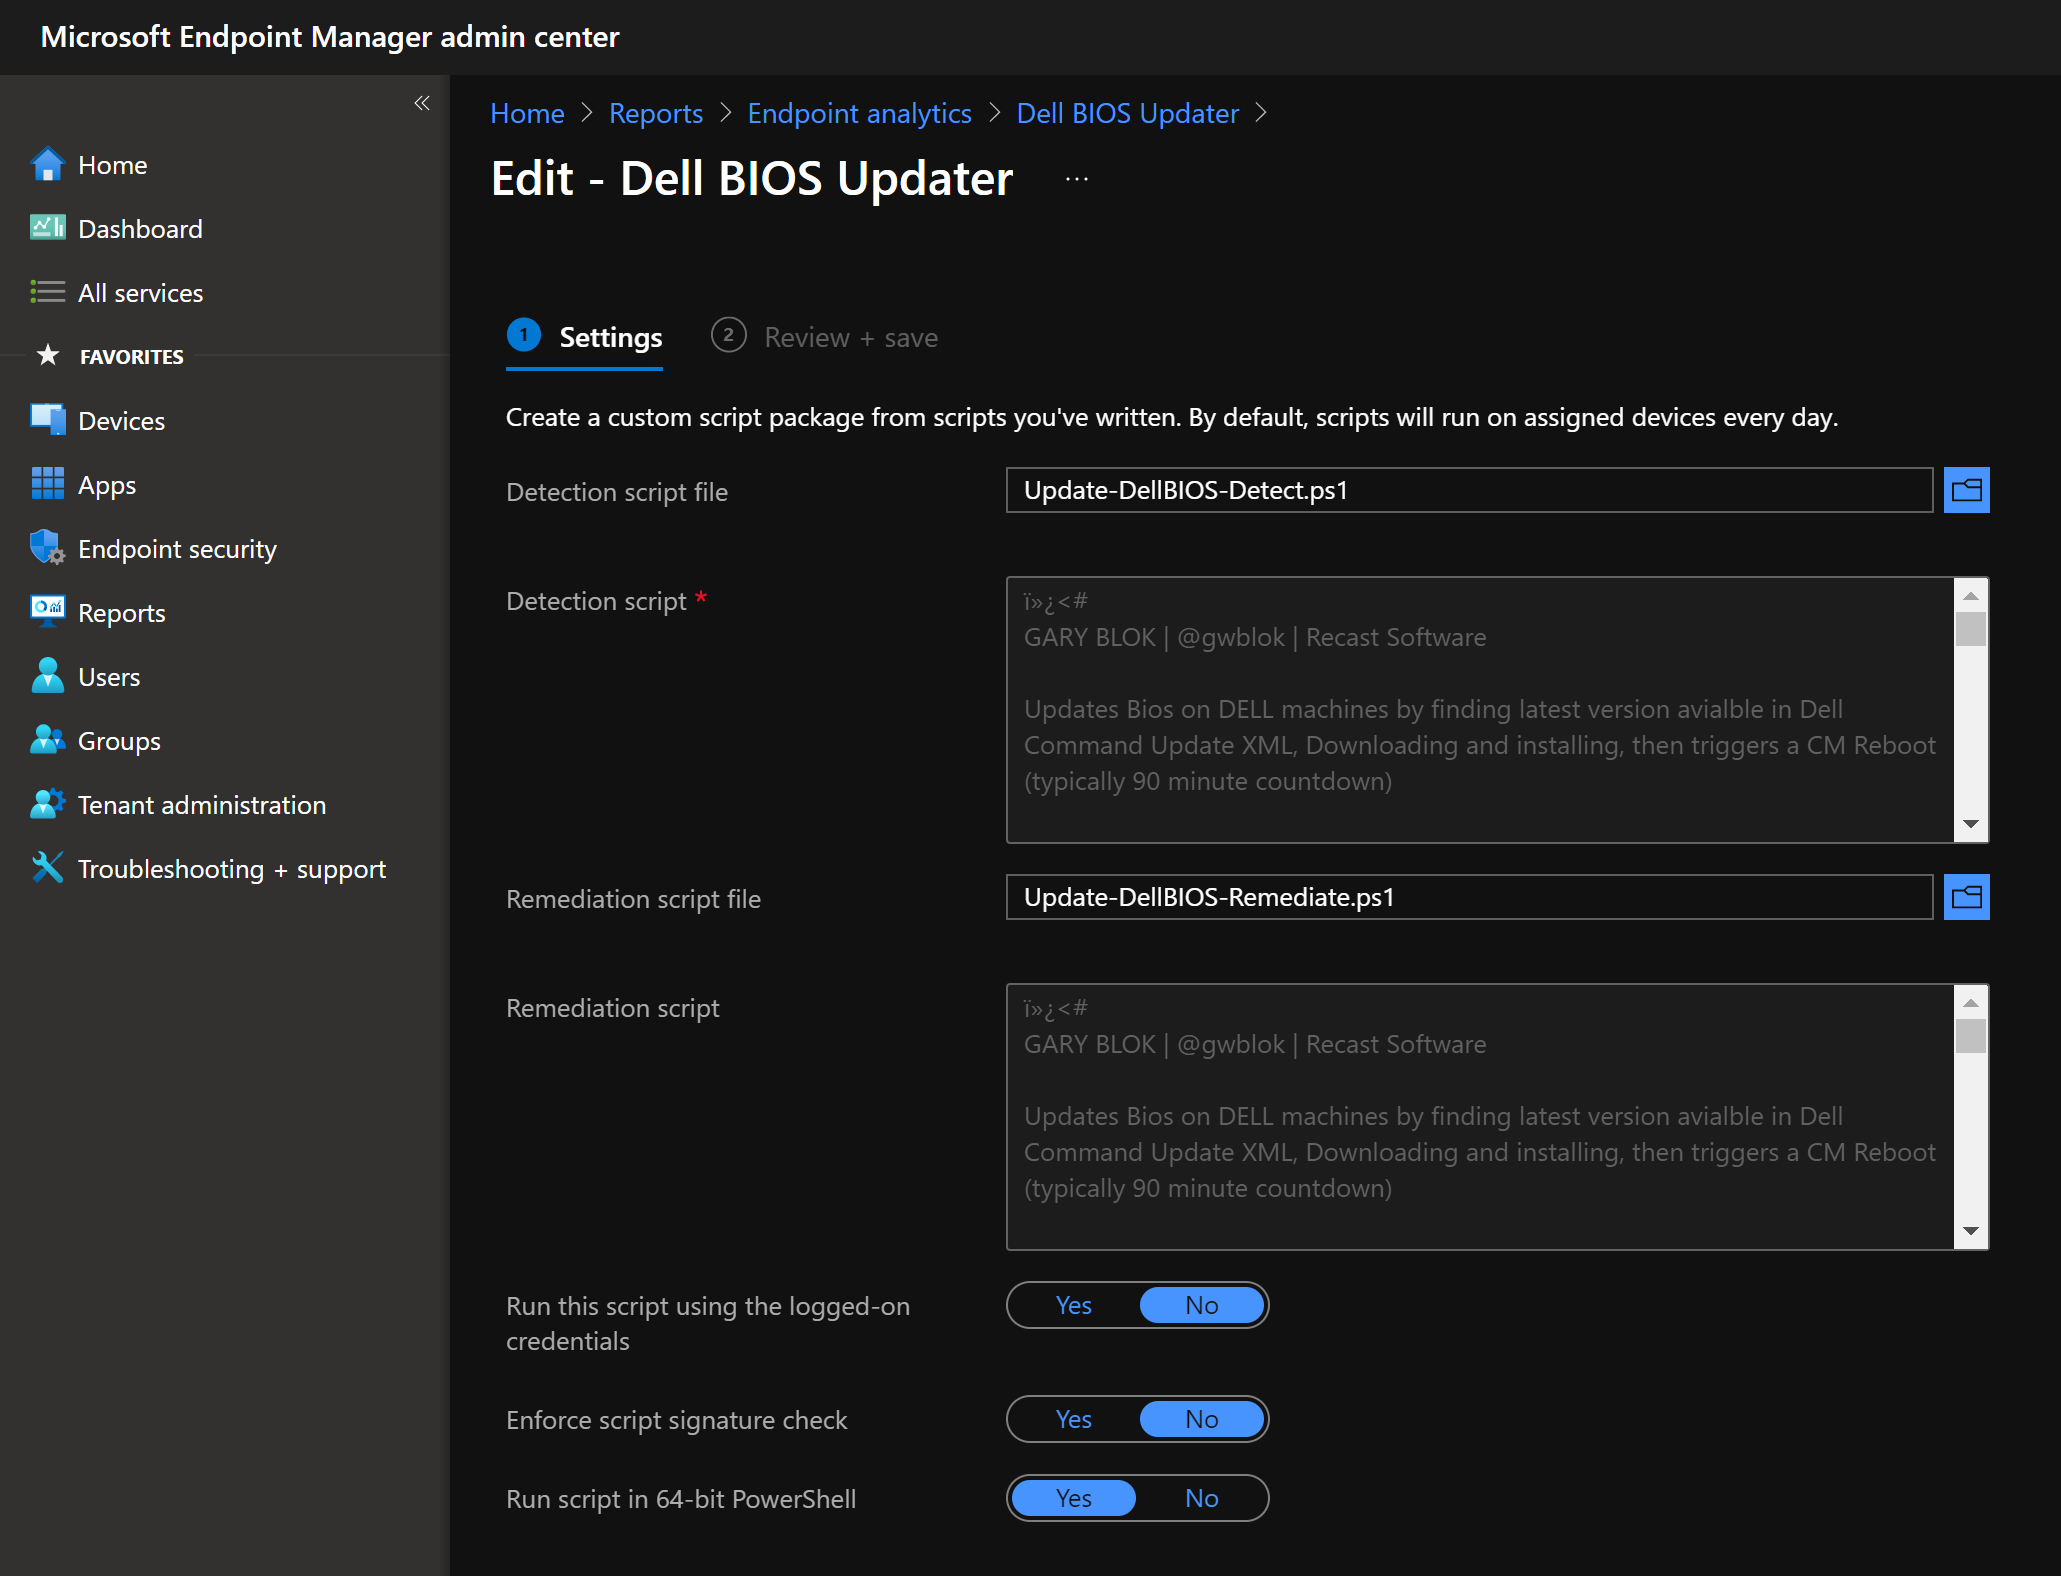 Microsoft Endpoint Manager admin center
«
Home
Dashboard
All services
FAVORITES
Devices
Apps
Endpoint security
Reports
Users
Groups
Tenant administration
Troubleshooting + support
Home > Reports > Endpoint analytics > Dell BIOS Updater >
Edit - Dell BIOS Updater ...
1 Settings 2 Review + save
Create a custom script package from scripts you've written. By default, scripts will run on assigned devices every day.
Detection script file Update-DellBIOS-Detect.ps1
Detection script *
ï»¿<#
GARY BLOK | @gwblok | Recast Software
Updates Bios on DELL machines by finding latest version avialble in Dell
Command Update XML, Downloading and installing, then triggers a CM Reboot
(typically 90 minute countdown)
Remediation script file Update-DellBIOS-Remediate.ps1
Remediation script
ï»¿<#
GARY BLOK | @gwblok | Recast Software
Updates Bios on DELL machines by finding latest version avialble in Dell
Command Update XML, Downloading and installing, then triggers a CM Reboot
(typically 90 minute countdown)
Run this script using the logged-on Yes No
credentials
Enforce script signature check Yes No
Run script in 64-bit PowerShell Yes No